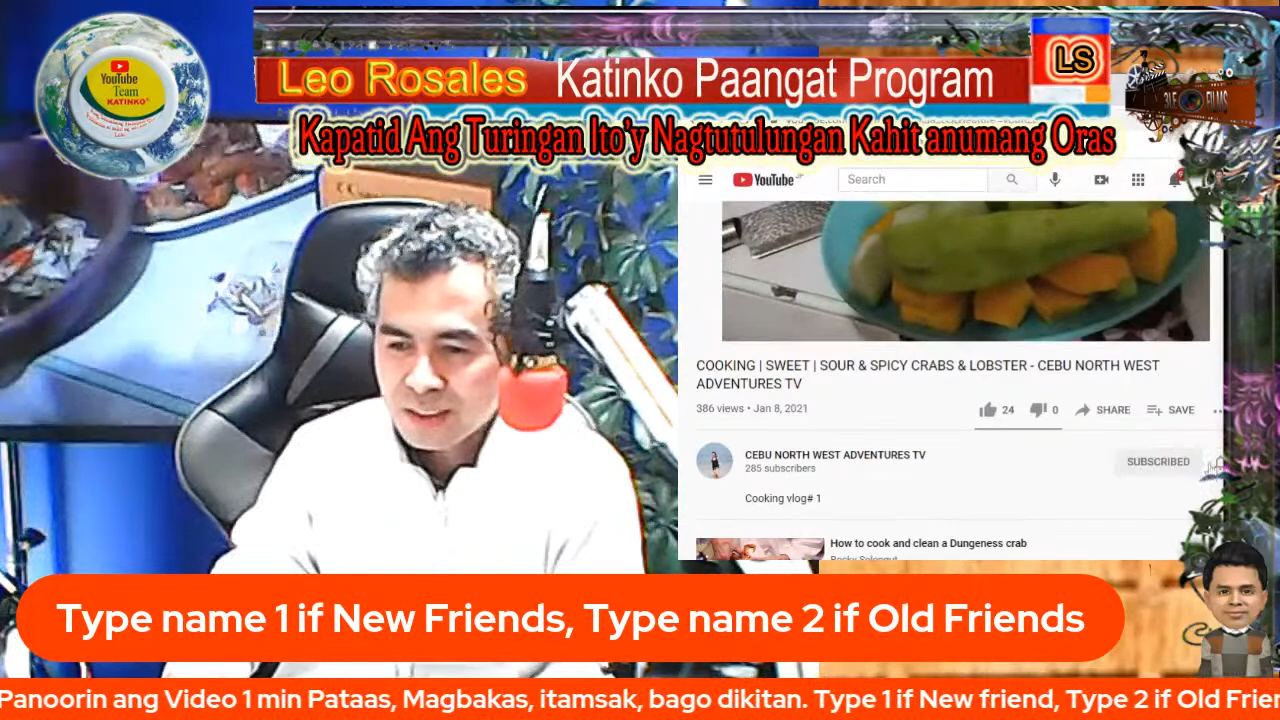 YouTube
Team
KATINKO
Leo Rosales Katinko Paangat Program
LS
Kapatid Ang Turingan Ito'y Nagtutulungan Kahit anumang Oras
YouTube
Search
COOKING | SWEET | SOUR & SPICY CRABS & LOBSTER - CEBU NORTH WEST
ADVENTURES TV
386 views • Jan 8, 2021
24
0
SHARE
SAVE
CEBU NORTH WEST ADVENTURES TV
285 subscribers
SUBSCRIBED
Cooking vlog# 1
How to cook and clean a Dungeness crab
Type name 1 if New Friends, Type name 2 if Old Friends
Panoorin ang Video 1 min Pataas, Magbakas, itamsak, bago dikitan. Type 1 if New friend, Type 2 if Old Frien